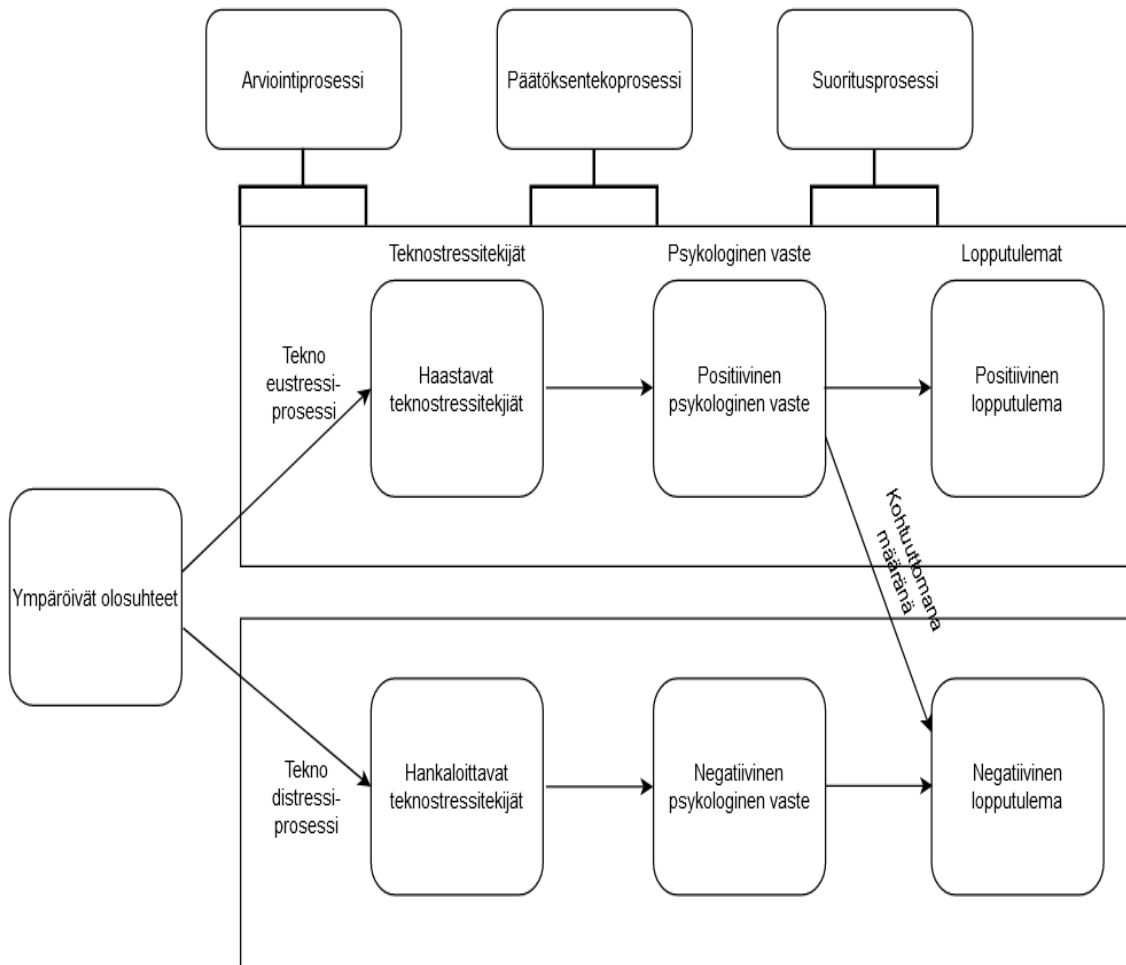 Arviointiprosessi
Päätöksentekoprosessi
Suoritusprosessi
Teknostressitekijät
Psykologinen vaste
Lopputulemat
Tekno
eustressi-
prosessi
Haastavat
teknostressitekjiät
Positiivinen
psykologinen vaste
Positiivinen
lopputulema
Kohtuuttomana
määränä
Ympäröivät olosuhteet
Tekno
distressi-
prosessi
Hankaloittavat
teknostressitekijät
Negatiivinen
psykologinen vaste
Negatiivinen
lopputulema